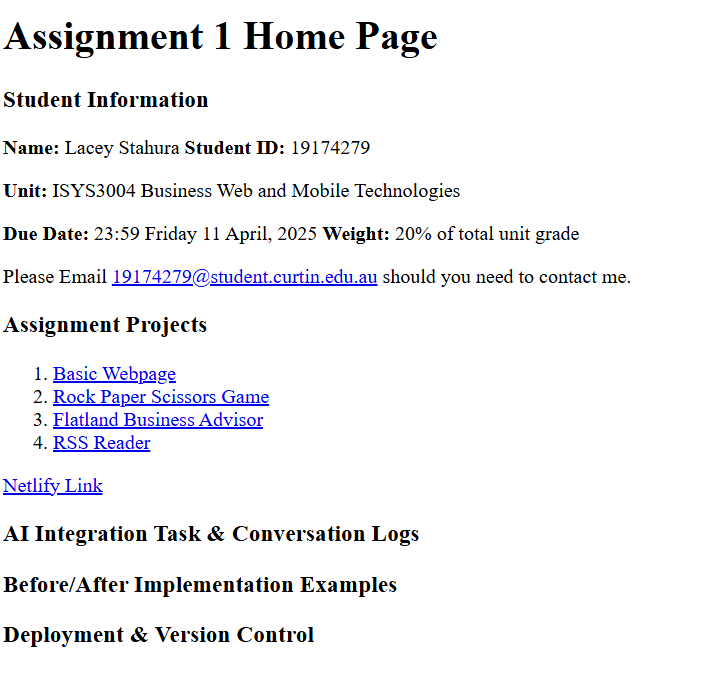 Assignment 1 Home Page
Student Information
Name: Lacey Stahura Student ID: 19174279
Unit: ISYS3004 Business Web and Mobile Technologies
Due Date: 23:59 Friday 11 April, 2025 Weight: 20% of total unit grade
Please Email 19174279@student.curtin.edu.au should you need to contact me.
Assignment Projects
1. Basic Webpage
2. Rock Paper Scissors Game
3. Flatland Business Advisor
4. RSS Reader
Netlify Link
AI Integration Task & Conversation Logs
Before/After Implementation Examples
Deployment & Version Control